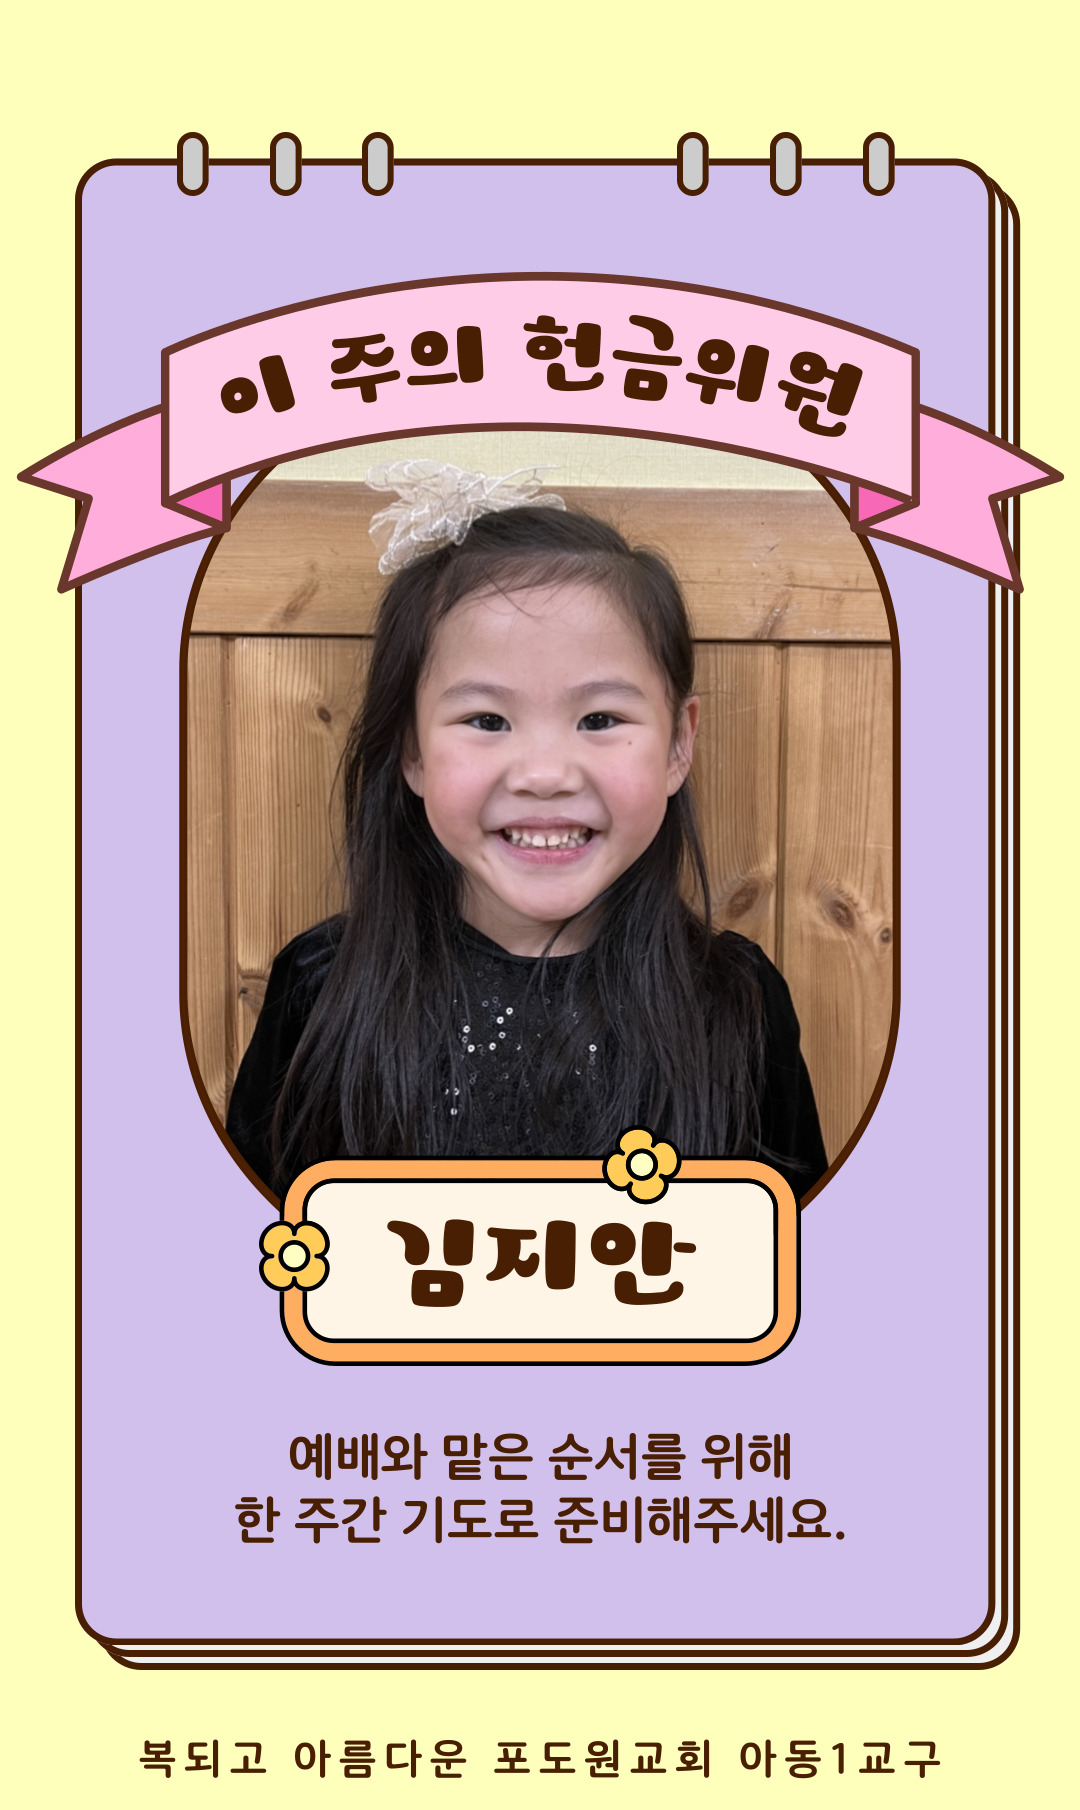 이 주의 헌금위원
김지안
예배와 맡은 순서를 위해
한 주간 기도로 준비해주세요.
복되고 아름다운 포도원교회 아동1교구